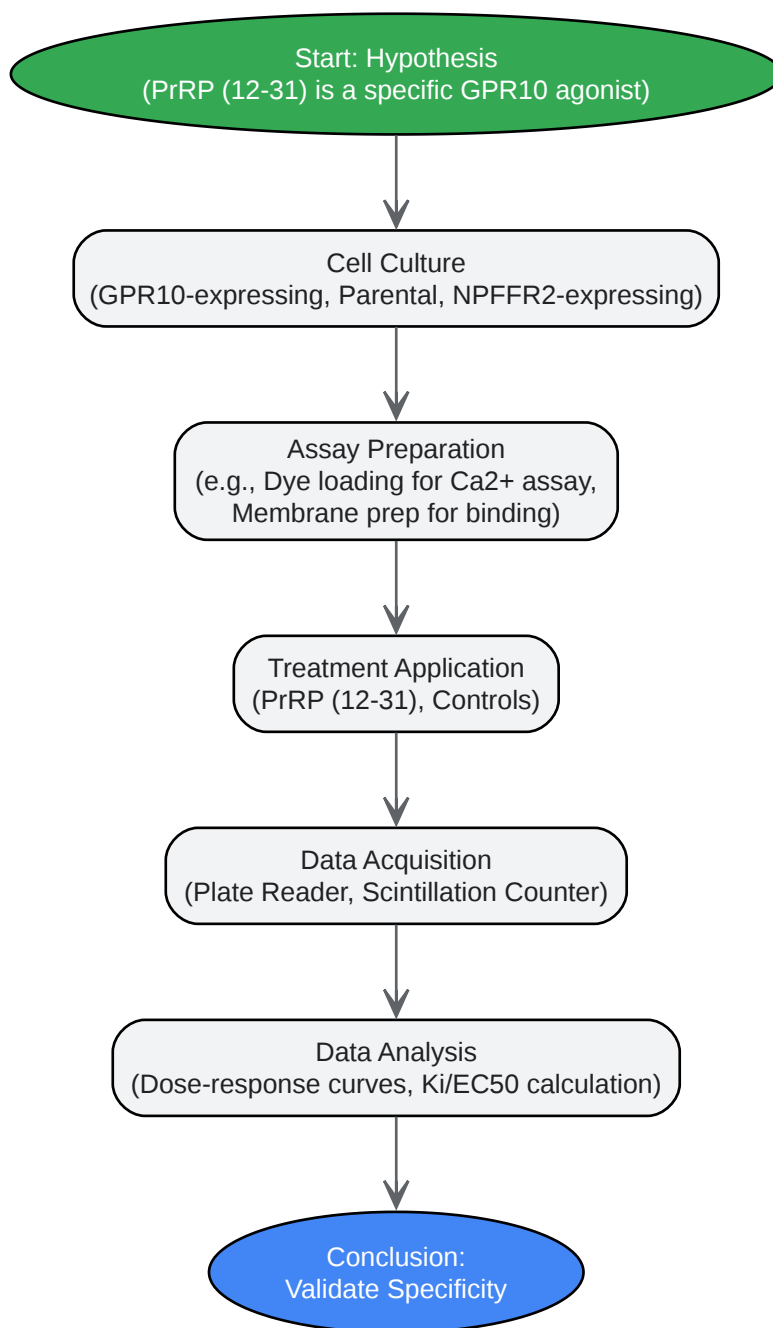 Start: Hypothesis
(PrRP (12-31) is a specific GPR10 agonist)
Cell Culture
(GPR10-expressing, Parental, NPFFR2-expressing)
Assay Preparation
(e.g., Dye loading for Ca2+ assay,
Membrane prep for binding)
Treatment Application
(PrRP (12-31), Controls)
Data Acquisition
(Plate Reader, Scintillation Counter)
Data Analysis
(Dose-response curves, Ki/EC50 calculation)
Conclusion:
Validate Specificity